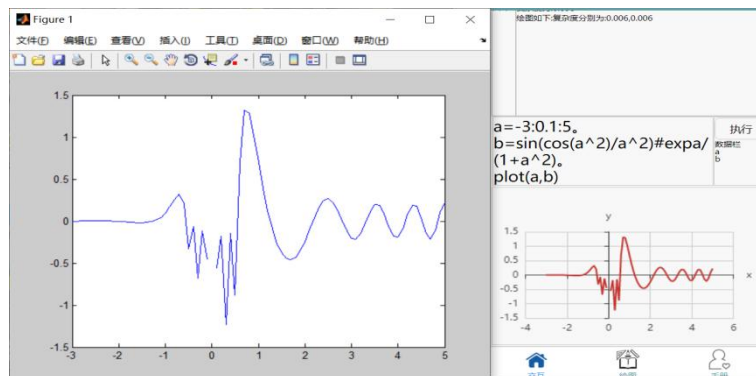 Figure 1
文件(F) 编辑(E) 查看(V) 插入(I) 工具(T) 桌面(D) 窗口(W) 帮助(H)
1.5
1
0.5
0
-0.5
-1
-1.5
-3 -2 -1 0 1 2 3 4 5
绘图如下:复杂度分别为:0.006,0.006
a=-3:0.1:5。
b=sin(cos(a^2)/a^2)#expa/
(1+a^2)。
plot(a,b)
执行
数据栏
a
b
y
1.5
1
0.5
0
-0.5
-1
-1.5
x
-4 -2 0 2 4 6